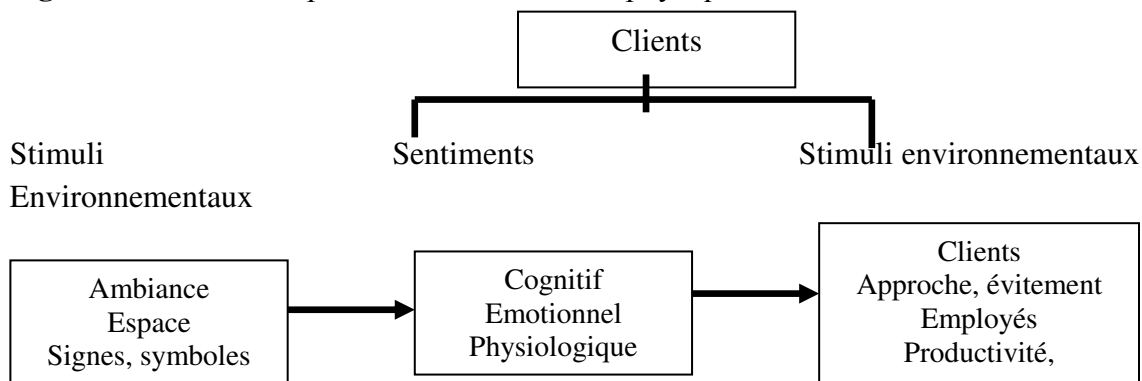 Clients
Stimuli
Environnementaux
Sentiments
Stimuli environnementaux
Ambiance
Espace
Signes, symboles
Cognitif
Emotionnel
Physiologique
Clients
Approche, évitement
Employés
Productivité,